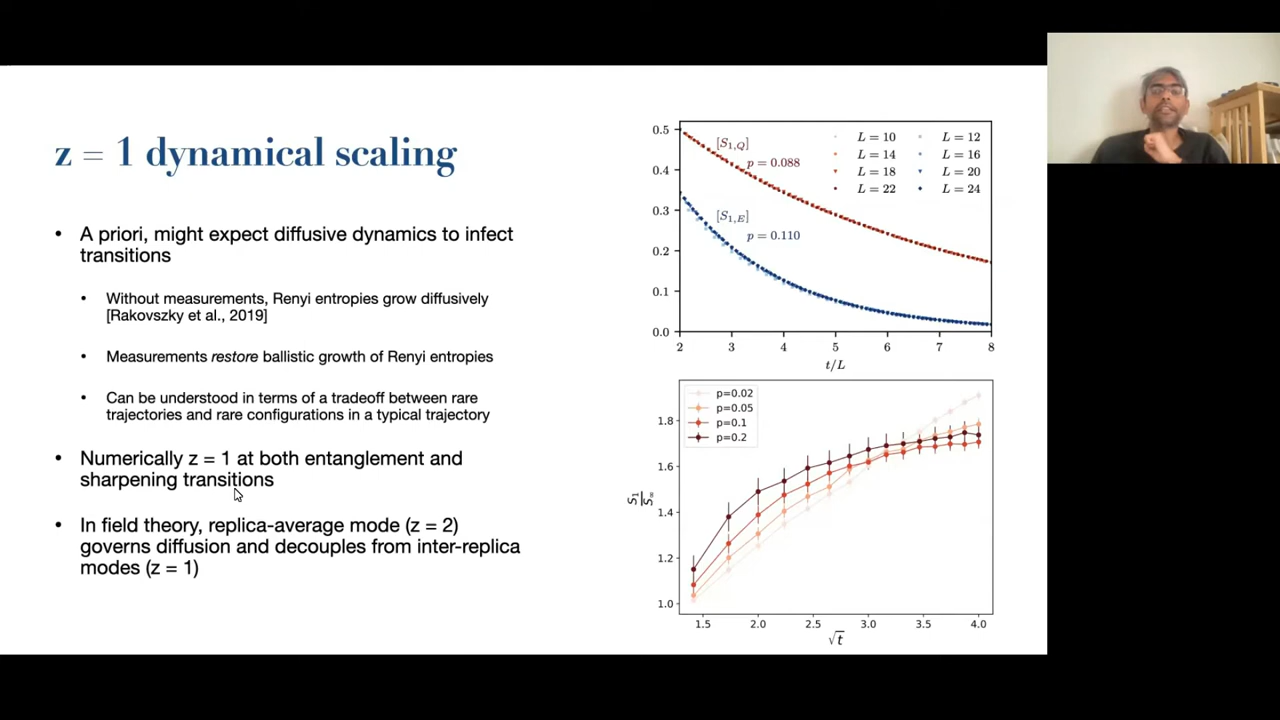 z = 1 dynamical scaling
• A priori, might expect diffusive dynamics to infect
transitions
• Without measurements, Renyi entropies grow diffusively
[Rakovszky et al., 2019]
• Measurements restore ballistic growth of Renyi entropies
• Can be understood in terms of a tradeoff between rare
trajectories and rare configurations in a typical trajectory
• Numerically z = 1 at both entanglement and
sharpening transitions
• In field theory, replica-average mode (z = 2)
governs diffusion and decouples from inter-replica
modes (z = 1)
0.5
0.4
0.3
0.2
0.1
0.0
[S1,Q]
p = 0.088
[S1,E]
p = 0.110
L = 10 L = 12
L = 14 L = 16
L = 18 L = 20
L = 22 L = 24
2 3 4 5 6 7 8
t/L
p=0.02
p=0.05
p=0.1
p=0.2
1.8
1.6
1.4
1.2
1.0
S1/S∞
1.5 2.0 2.5 3.0 3.5 4.0
√t